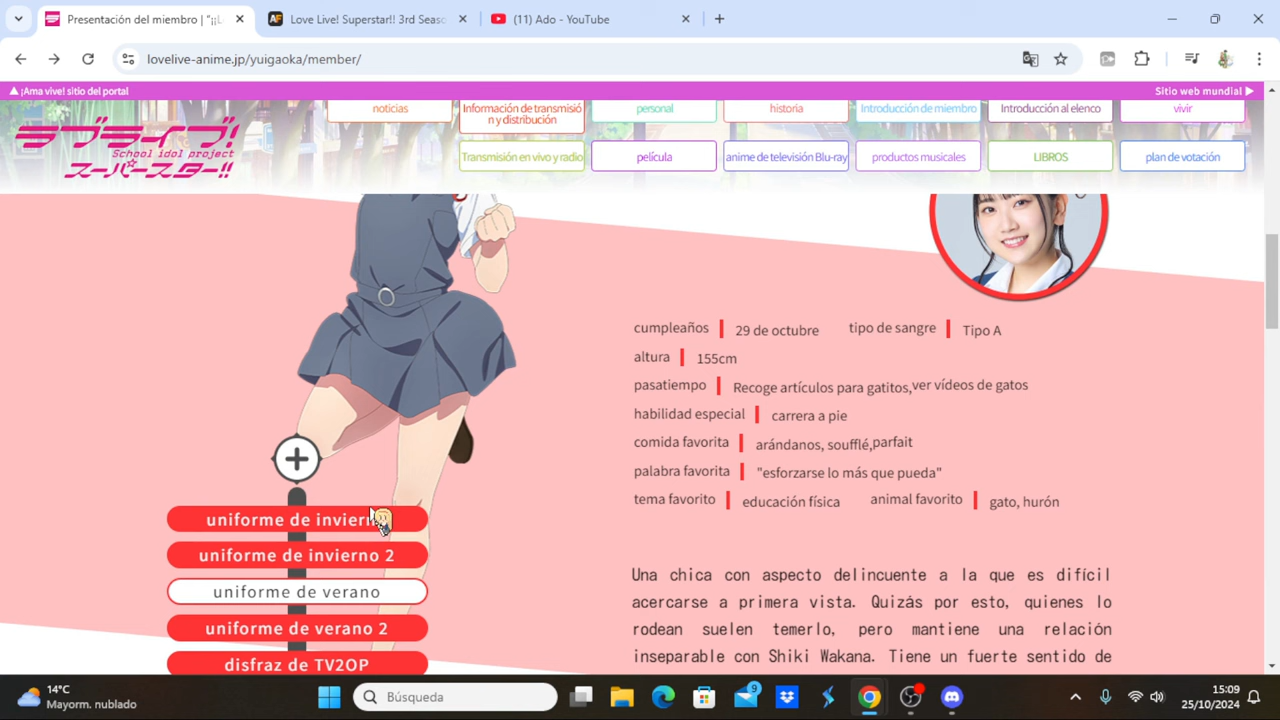 Presentación del miembro | "¡¡L
Love Live! Superstar!! 3rd Seaso
(11) Ado - YouTube
lovelive-anime.jp/yuigaoka/member/
▲ ¡Ama vive! sitio del portal
Sitio web mundial ▶
noticias
Información de transmisió
n y distribución
personal
historia
Introducción de miembro
Introducción al elenco
vivir
ラブライブ!
School idol project
スーパースター!!
Transmisión en vivo y radio
película
anime de televisión Blu-ray
productos musicales
LIBROS
plan de votación
cumpleaños | 29 de octubre tipo de sangre | Tipo A
altura | 155cm
pasatiempo | Recoge artículos para gatitos,ver vídeos de gatos
habilidad especial | carrera a pie
comida favorita | arándanos, soufflé,parfait
palabra favorita | "esforzarse lo más que pueda"
tema favorito | educación física animal favorito | gato, hurón
uniforme de invierno
uniforme de invierno 2
uniforme de verano
uniforme de verano 2
disfraz de TV2OP
Una chica con aspecto delincuente a la que es difícil
acercarse a primera vista. Quizás por esto, quienes lo
rodean suelen temerlo, pero mantiene una relación
inseparable con Shiki Wakana. Tiene un fuerte sentido de
14°C
Mayorm. nublado
Búsqueda
9
15:09
25/10/2024